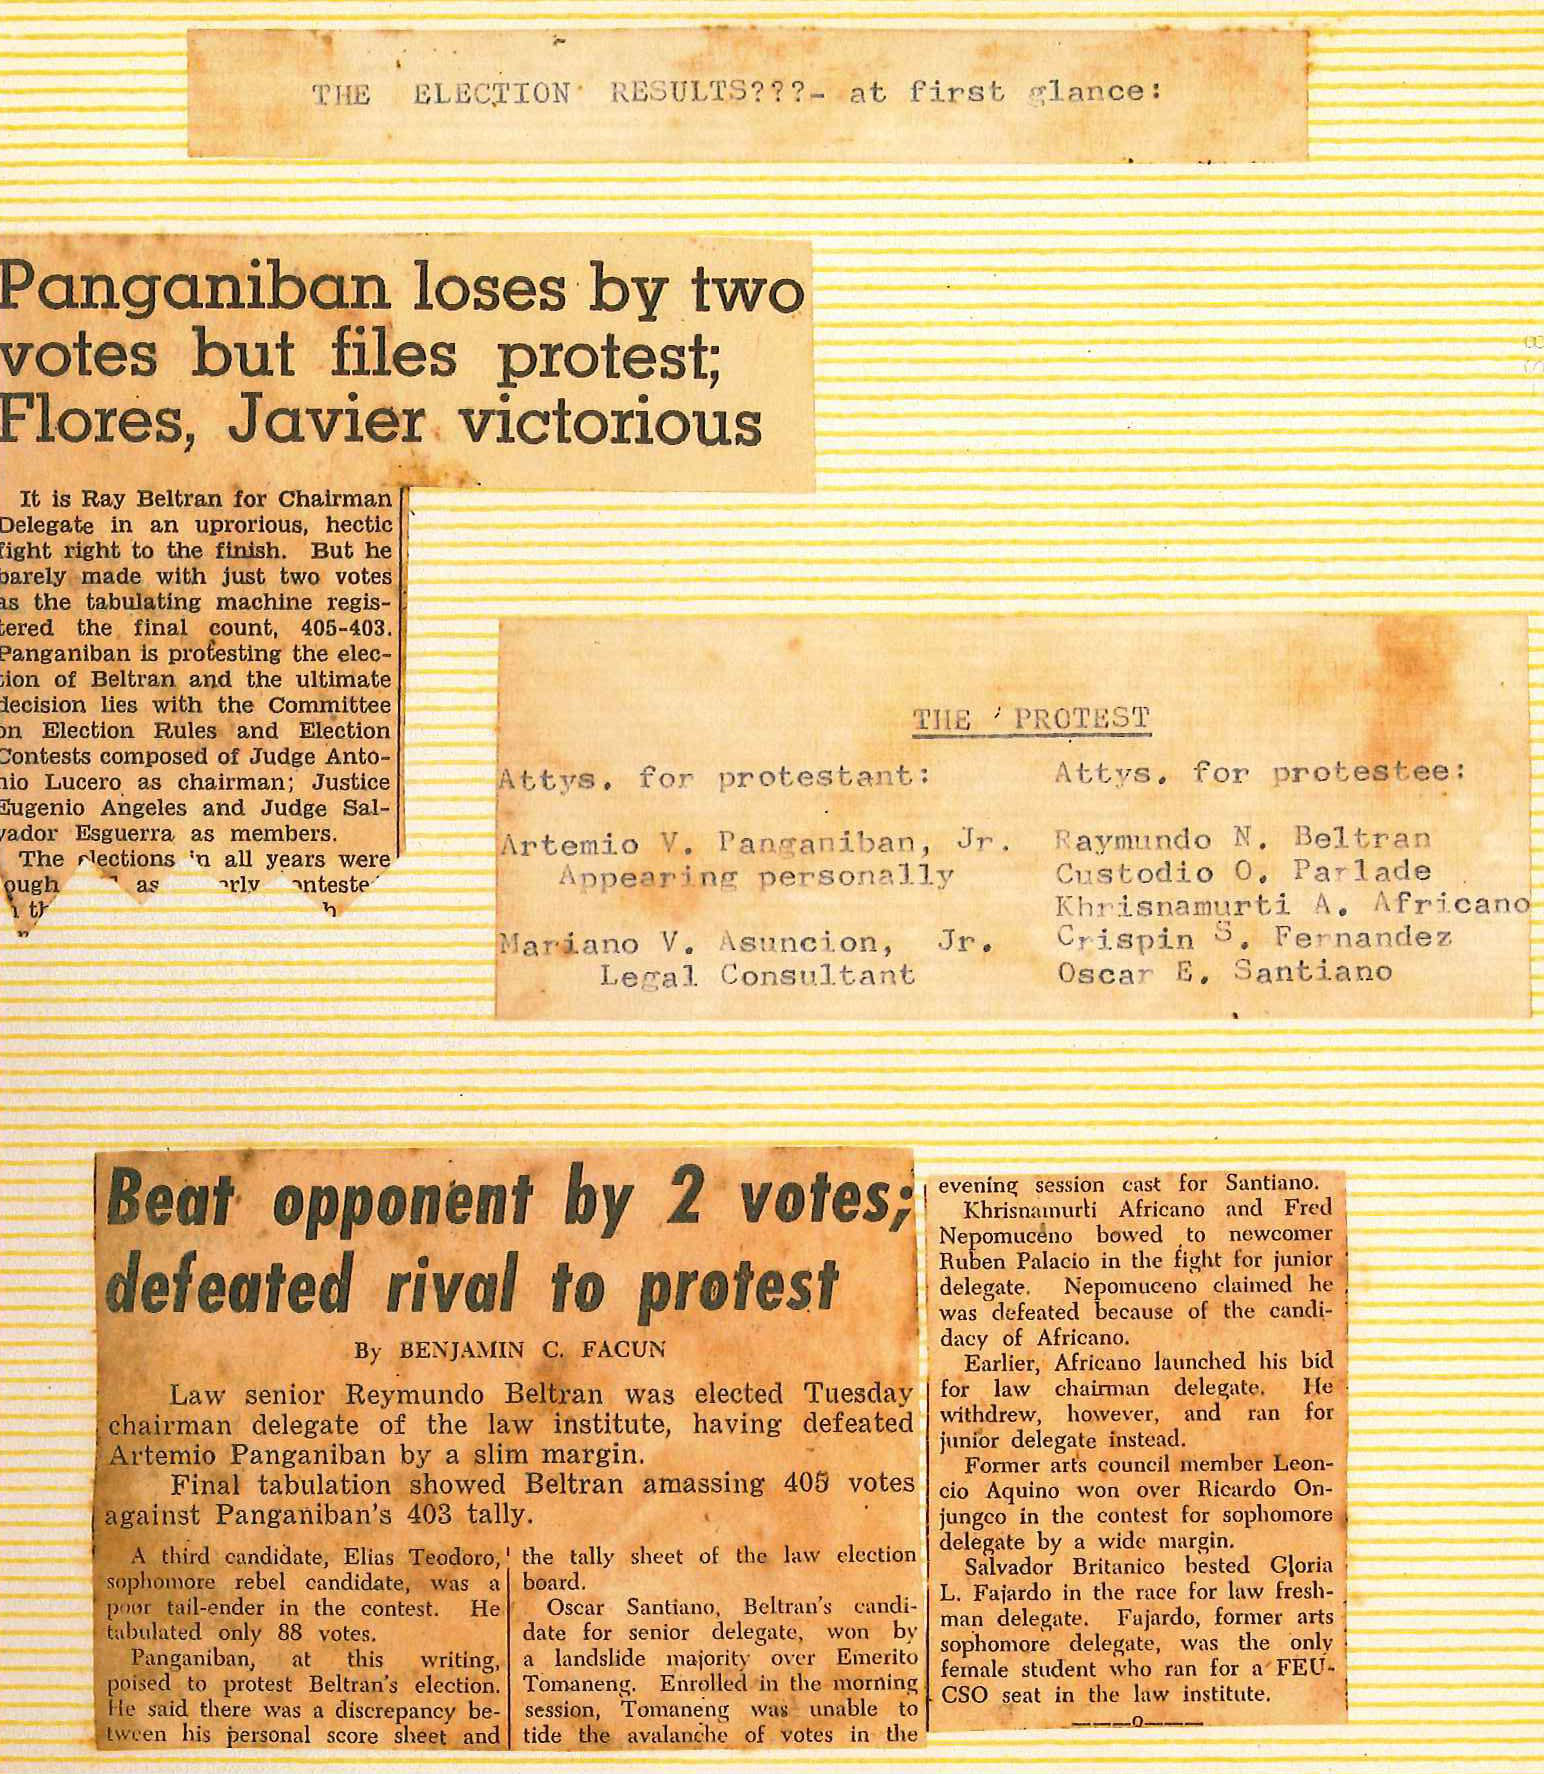 THE ELECTION RESULTS???- at first glance:
Panganiban loses by two
votes but files protest;
Flores, Javier victorious
It is Ray Beltran for Chairman
Delegate in an uprorious, hectic
fight right to the finish. But he
barely made with just two votes
as the tabulating machine regis-
tered the final count, 405-403.
Panganiban is protesting the elec-
tion of Beltran and the ultimate
decision lies with the Committee
on Election Rules and Election
Contests composed of Judge Anto-
nio Lucero as chairman; Justice
Eugenio Angeles and Judge Sal-
vador Esguerra as members.
The elections in all years were
ough as
THE PROTEST
Attys. for protestant:
Artemio V. Panganiban, Jr.
Appearing personally
Mariano V. Asuncion, Jr.
Legal Consultant
Attys. for protestee:
Raymundo N. Beltran
Custodio O. Parlade
Khrisnamurti A. Africano
Crispin S. Fernandez
Oscar E. Santiano
Beat opponent by 2 votes;
defeated rival to protest
By BENJAMIN C. FACUN
Law senior Reymundo Beltran was elected Tuesday
chairman delegate of the law institute, having defeated
Artemio Panganiban by a slim margin.
Final tabulation showed Beltran amassing 405 votes
against Panganiban's 403 tally.
A third candidate, Elias Teodoro,
sophomore rebel candidate, was a
poor tail-ender in the contest. He
tabulated only 88 votes.
Panganiban, at this writing,
poised to protest Beltran's election.
He said there was a discrepancy be-
tween his personal score sheet and
the tally sheet of the law election
board.
Oscar Santiano, Beltran's candi-
date for senior delegate, won by
a landslide majority over Emerito
Tomaneng. Enrolled in the morning
session, Tomaneng was unable to
tide the avalanche of votes in the
evening session cast for Santiano.
Khrisnamurti Africano and Fred
Nepomuceno bowed to newcomer
Ruben Palacio in the fight for junior
delegate. Nepomuceno claimed he
was defeated because of the candi-
dacy of Africano.
Earlier, Africano launched his bid
for law chairman delegate. He
withdrew, however, and ran for
junior delegate instead.
Former arts council member Leon-
cio Aquino won over Ricardo On-
jungco in the contest for sophomore
delegate by a wide margin.
Salvador Britanico bested Gloria
L. Fajardo in the race for law fresh-
man delegate. Fajardo, former arts
sophomore delegate, was the only
female student who ran for a FEU-
CSO seat in the law institute.
———o———